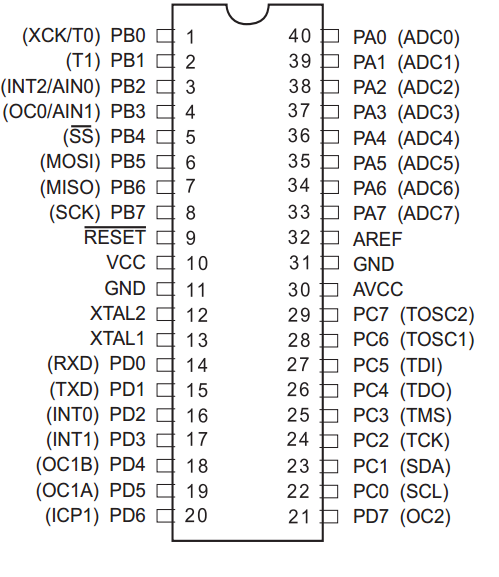 (XCK/T0) PB0 1 40 PA0 (ADC0)
(T1) PB1 2 39 PA1 (ADC1)
(INT2/AIN0) PB2 3 38 PA2 (ADC2)
(OC0/AIN1) PB3 4 37 PA3 (ADC3)
(S̅S̅) PB4 5 36 PA4 (ADC4)
(MOSI) PB5 6 35 PA5 (ADC5)
(MISO) PB6 7 34 PA6 (ADC6)
(SCK) PB7 8 33 PA7 (ADC7)
R̅E̅S̅E̅T̅ 9 32 AREF
VCC 10 31 GND
GND 11 30 AVCC
XTAL2 12 29 PC7 (TOSC2)
XTAL1 13 28 PC6 (TOSC1)
(RXD) PD0 14 27 PC5 (TDI)
(TXD) PD1 15 26 PC4 (TDO)
(INT0) PD2 16 25 PC3 (TMS)
(INT1) PD3 17 24 PC2 (TCK)
(OC1B) PD4 18 23 PC1 (SDA)
(OC1A) PD5 19 22 PC0 (SCL)
(ICP1) PD6 20 21 PD7 (OC2)